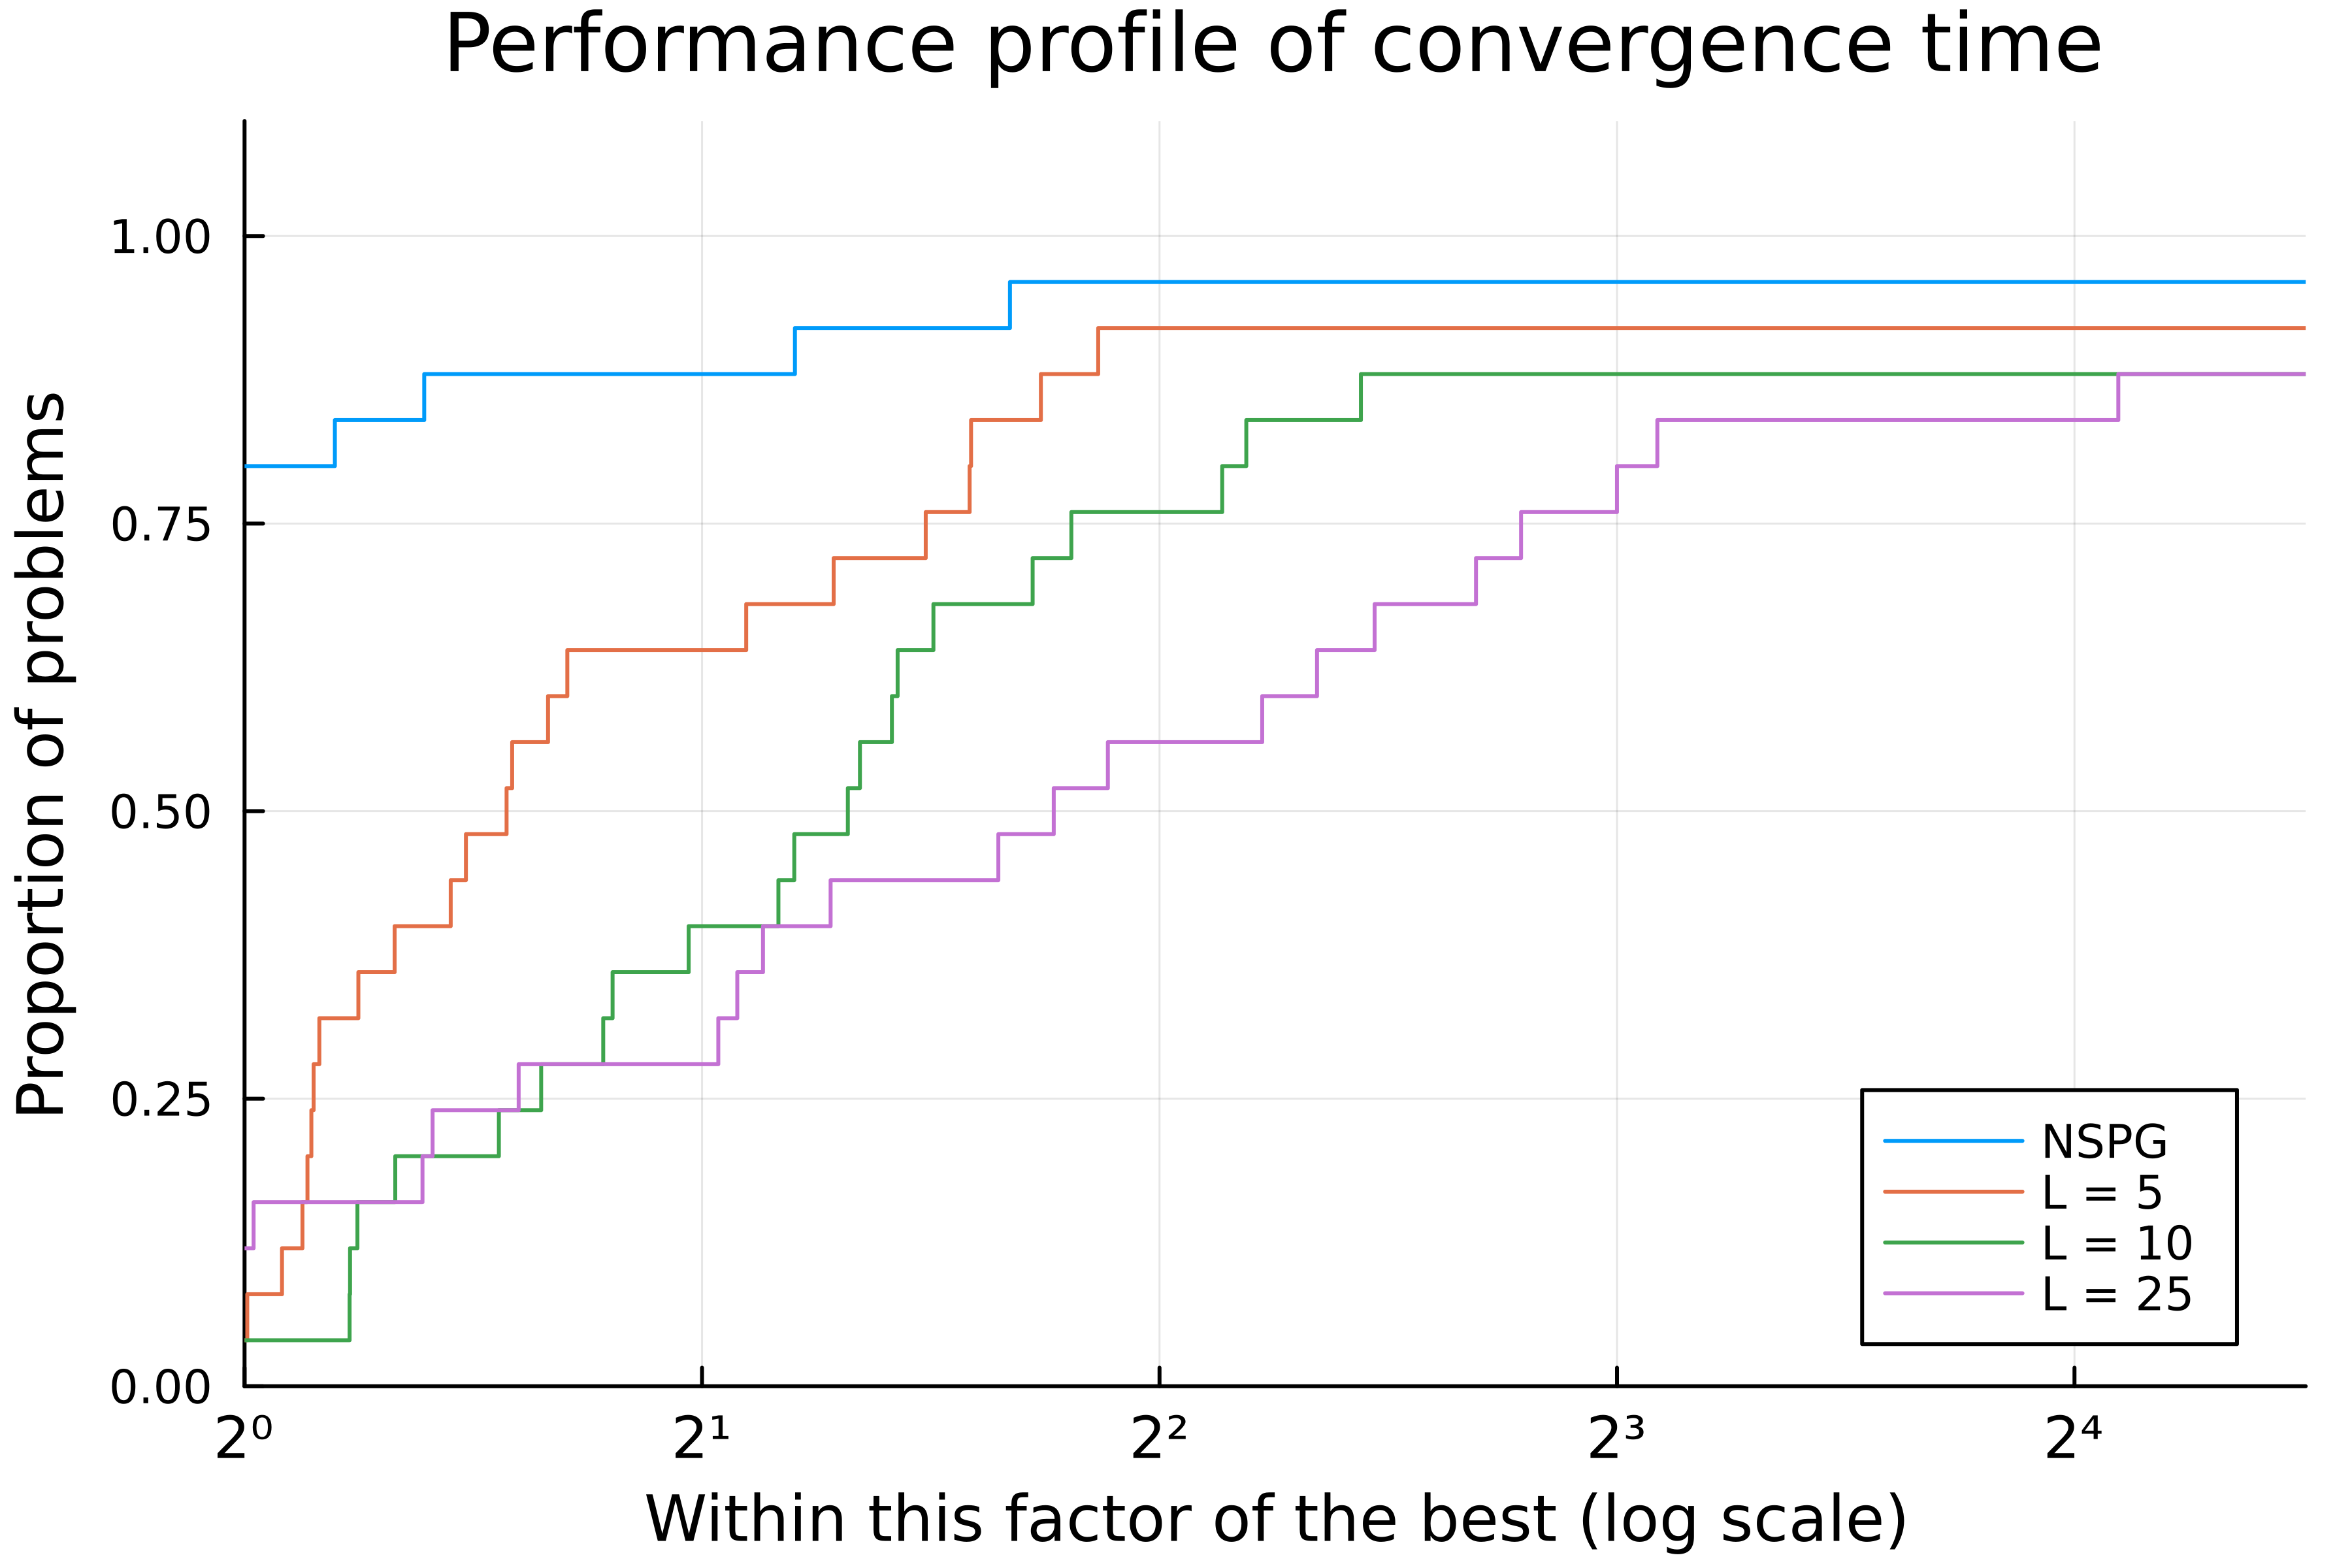 Performance profile of convergence time
Proportion of problems
1.00
0.75
0.50
0.25
0.00
2⁰ 2¹ 2² 2³ 2⁴
Within this factor of the best (log scale)
NSPG
L = 5
L = 10
L = 25